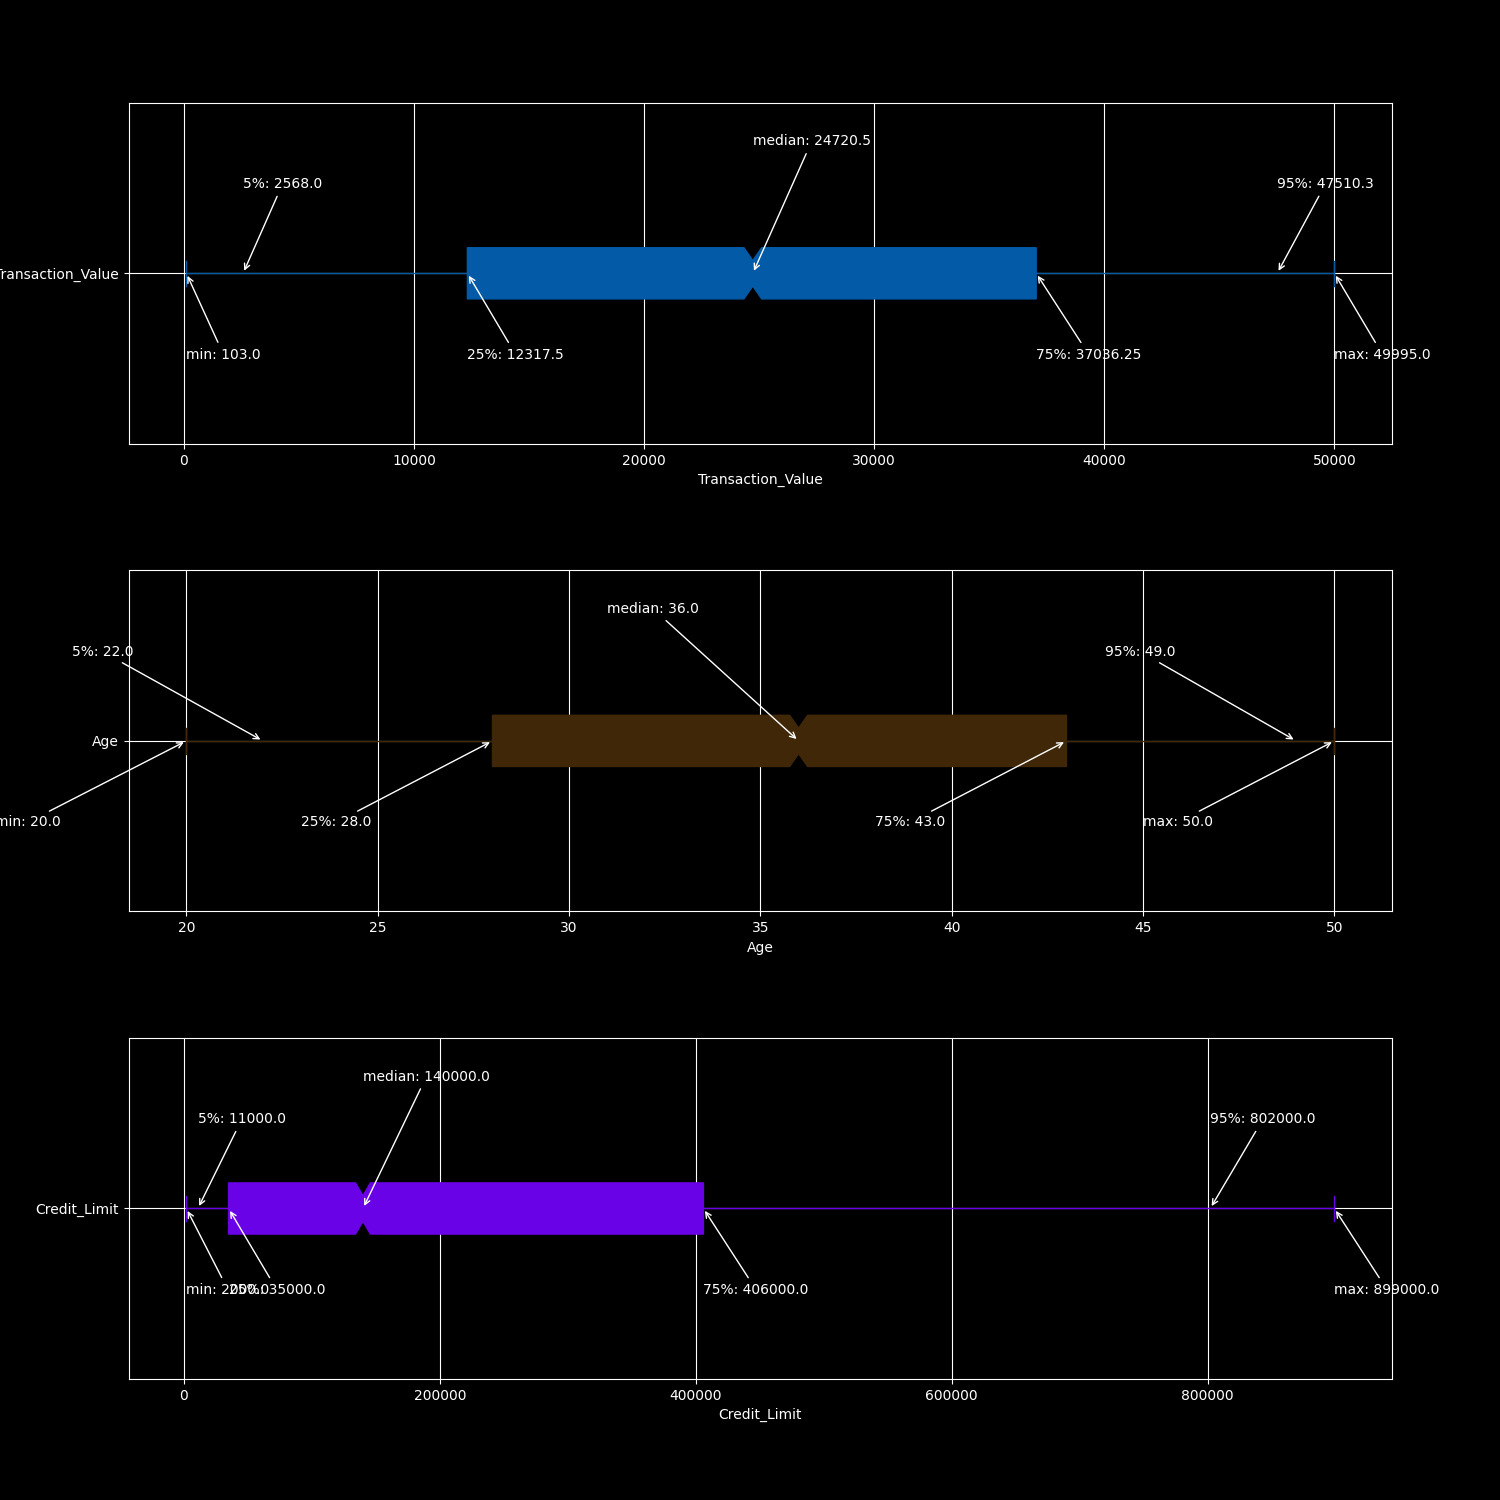 median: 24720.5
5%: 2568.0
95%: 47510.3
Transaction_Value
min: 103.0
25%: 12317.5
75%: 37036.25
max: 49995.0
0 10000 20000 30000 40000 50000
Transaction_Value
median: 36.0
5%: 22.0
95%: 49.0
Age
min: 20.0
25%: 28.0
75%: 43.0
max: 50.0
20 25 30 35 40 45 50
Age
median: 140000.0
5%: 11000.0
95%: 802000.0
Credit_Limit
min:
35000.0
75%: 406000.0
max: 899000.0
0 200000 400000 600000 800000
Credit_Limit